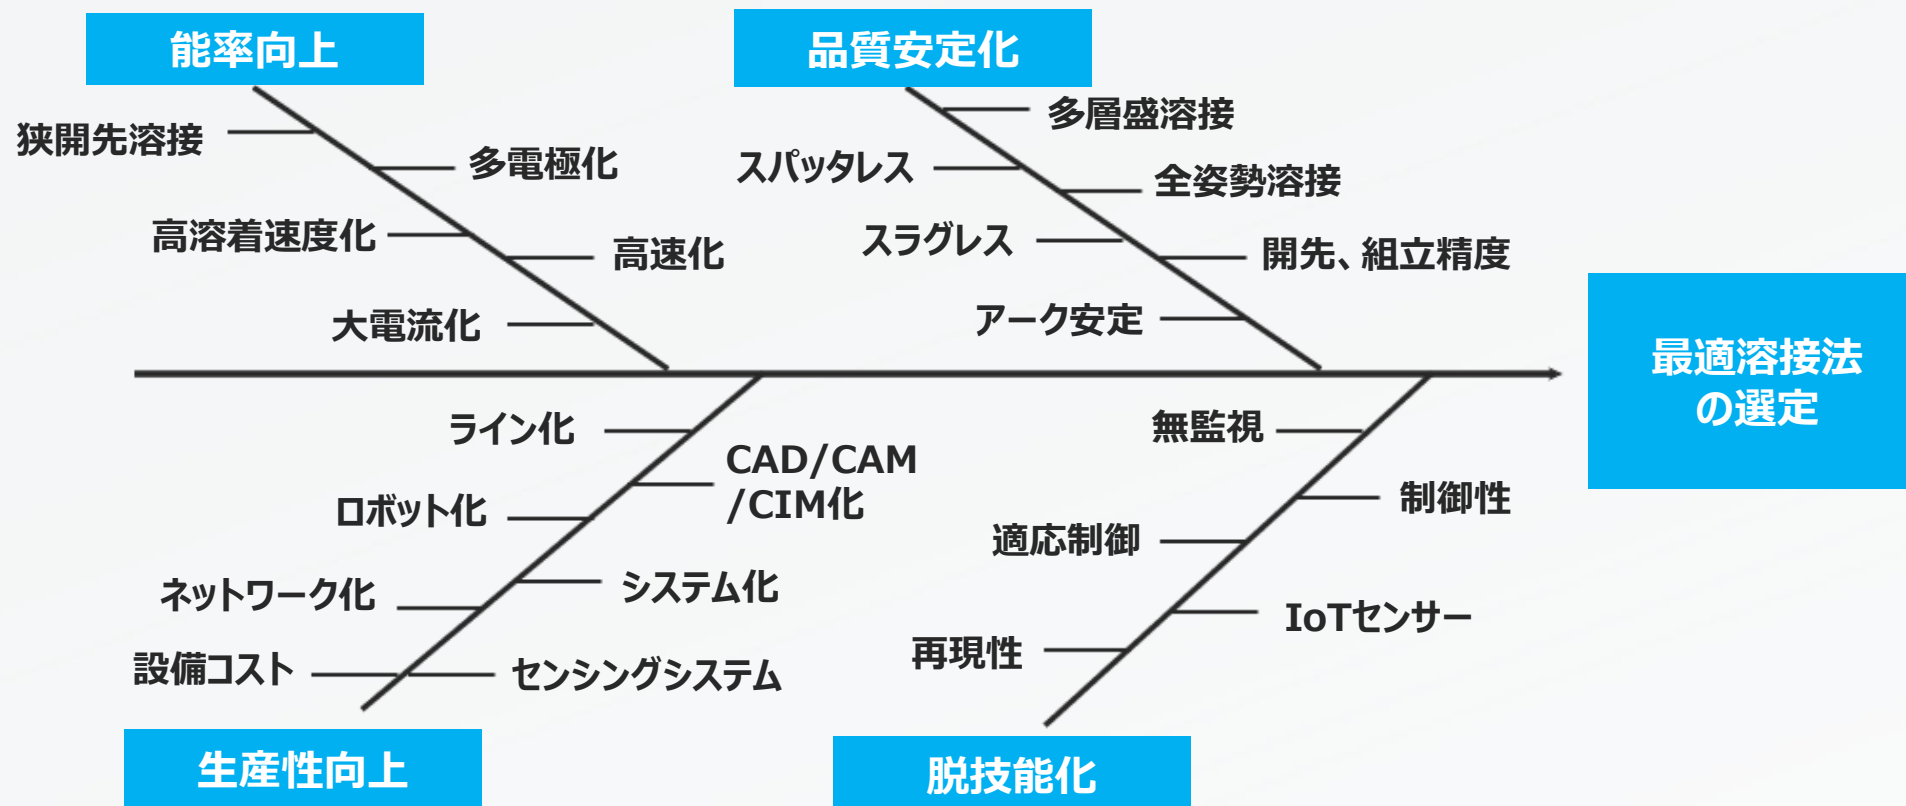 能率向上
品質安定化
狭開先溶接
多電極化
高溶着速度化
高速化
大電流化
多層盛溶接
スパッタレス
全姿勢溶接
スラグレス
開先、組立精度
アーク安定
最適溶接法
の選定
ライン化
CAD/CAM
/CIM化
ロボット化
システム化
ネットワーク化
設備コスト
センシングシステム
生産性向上
無監視
制御性
適応制御
IoTセンサー
再現性
脱技能化